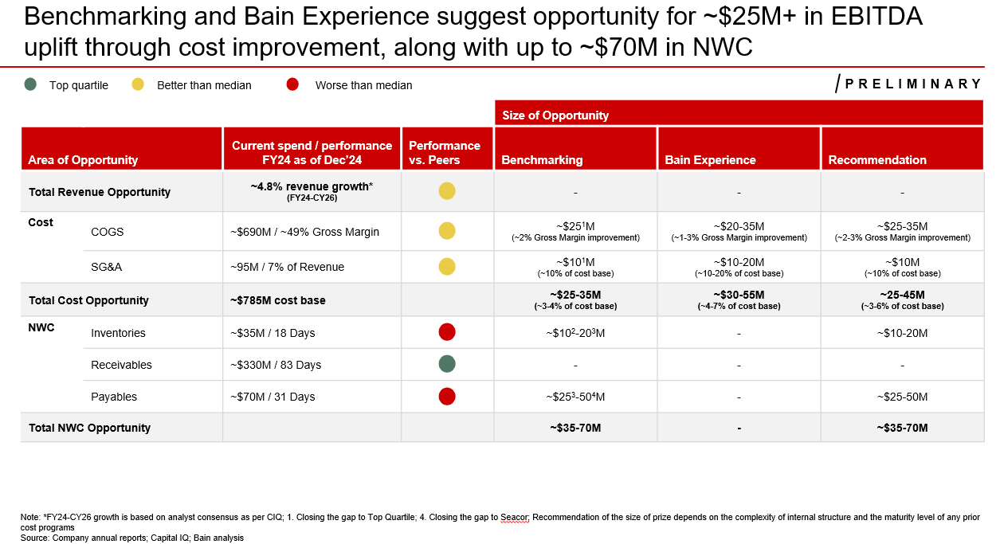 Benchmarking and Bain Experience suggest opportunity for ~$25M+ in EBITDA
uplift through cost improvement, along with up to ~$70M in NWC
Top quartile Better than median Worse than median
PRELIMINARY
Size of Opportunity
Area of Opportunity
Current spend / performance
FY24 as of Dec’24
Performance
vs. Peers
Benchmarking
Bain Experience
Recommendation
Total Revenue Opportunity
~4.8% revenue growth*
(FY24-CY26)
-
-
-
Cost
COGS
~$690M / ~49% Gross Margin
~$25¹M
(~2% Gross Margin improvement)
~$20-35M
(~1-3% Gross Margin improvement)
~$25-35M
(~2-3% Gross Margin improvement)
SG&A
~95M / 7% of Revenue
~$10¹M
(~10% of cost base)
~$10-20M
(~10-20% of cost base)
~$10M
(~10% of cost base)
Total Cost Opportunity
~$785M cost base
~$25-35M
(~3-4% of cost base)
~$30-55M
(~4-7% of cost base)
~25-45M
(~3-6% of cost base)
NWC
Inventories
~$35M / 18 Days
~$10²-20³M
-
~$10-20M
Receivables
~$330M / 83 Days
-
-
-
Payables
~$70M / 31 Days
~$25³-50⁴M
-
~$25-50M
Total NWC Opportunity
~$35-70M
-
~$35-70M
Note: *FY24-CY26 growth is based on analyst consensus as per CIQ; 1. Closing the gap to Top Quartile; 4. Closing the gap to Seacor; Recommendation of the size of prize depends on the complexity of internal structure and the maturity level of any prior
cost programs
Source: Company annual reports; Capital IQ; Bain analysis